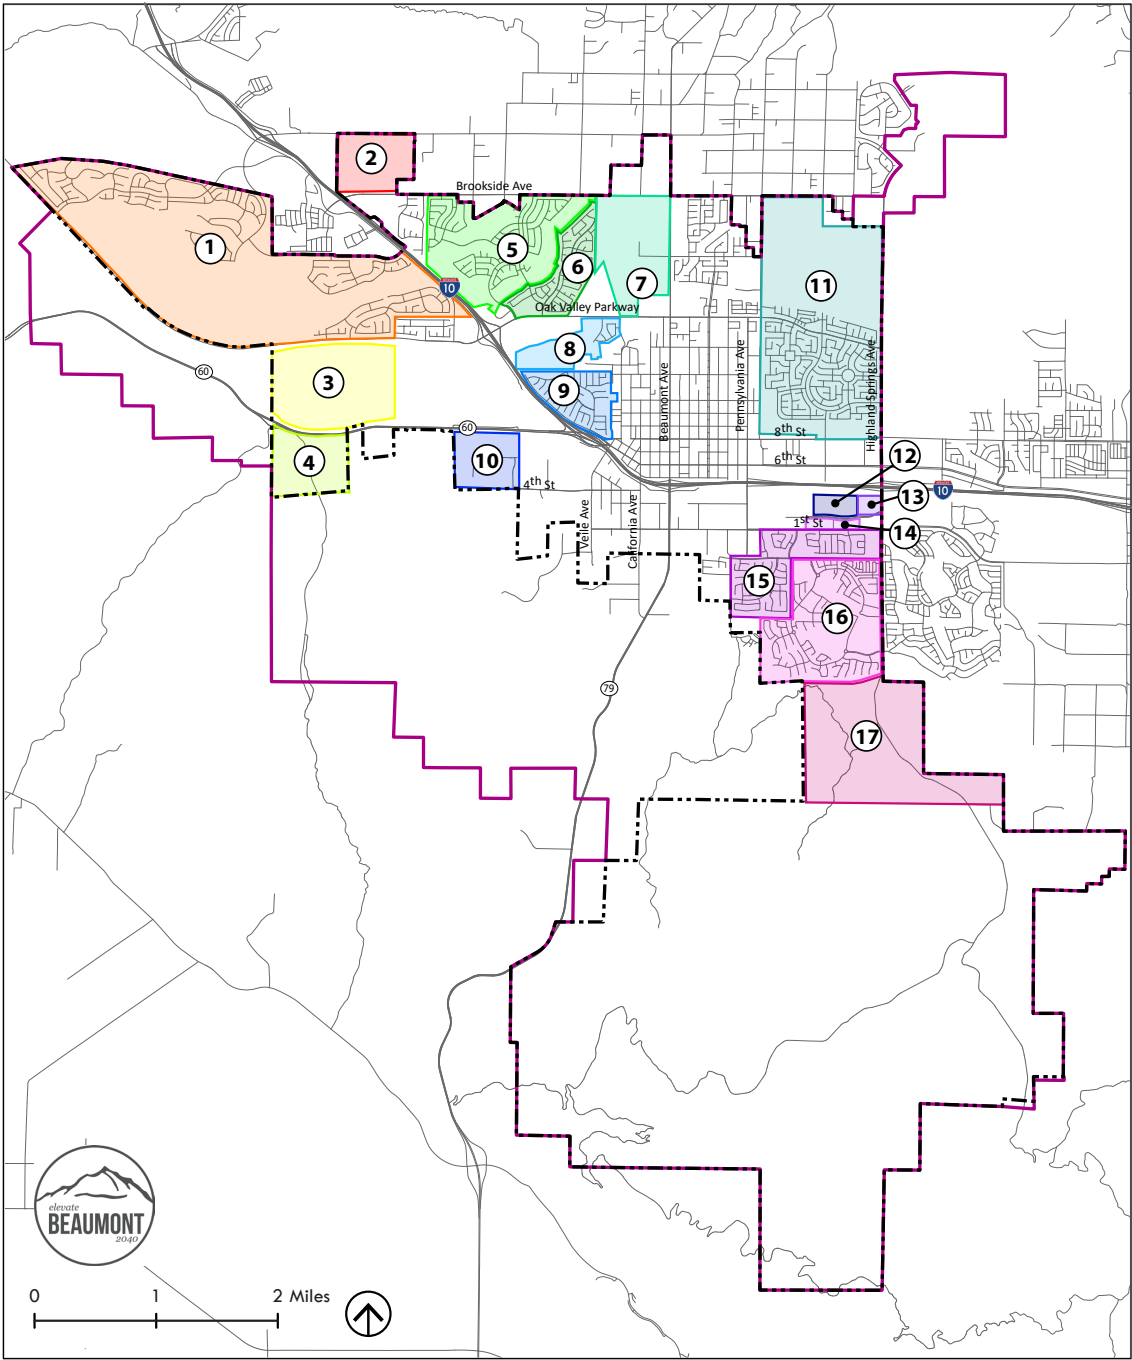 2
Brookside Ave
1
5
6
7
10
11
Oak Valley Parkway
8
60
3
9
Beaumont Ave
Pennsylvania Ave
Highland Springs Ave
60
8th St
4
10
6th St
12
4th St
13
10
Veile Ave
California Ave
1st St
14
15
16
79
17
elevate
BEAUMONT
2040
0 1 2 Miles